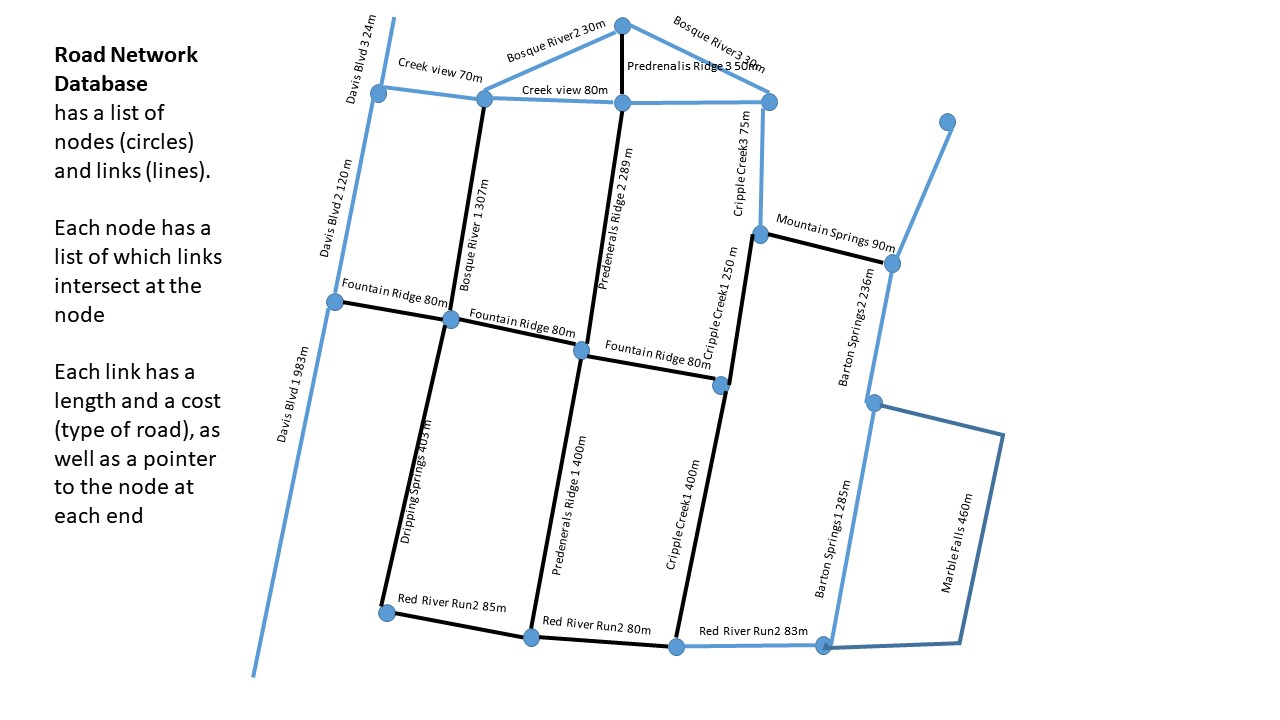 Road Network
Database
has a list of
nodes (circles)
and links (lines).
Each node has a
list of which links
intersect at the
node
Each link has a
length and a cost
(type of road), as
well as a pointer
to the node at
each end
Davis Blvd 3 24m
Creek view 70m
Bosque River2 30m
Bosque River3 30m
Predrenalis Ridge 3 50m
Creek view 80m
Davis Blvd 2 120 m
Bosque River 1 307m
Predenerals Ridge 2 289 m
Cripple Creek3 75m
Mountain Springs 90m
Fountain Ridge 80m
Fountain Ridge 80m
Fountain Ridge 80m
Cripple Creek1 250 m
Barton Springs2 236m
Davis Blvd 1 983m
Dripping Springs 403 m
Predenerals Ridge 1 400m
Cripple Creek1 400m
Barton Springs1 285m
Marble Falls 460m
Red River Run2 85m
Red River Run2 80m
Red River Run2 83m